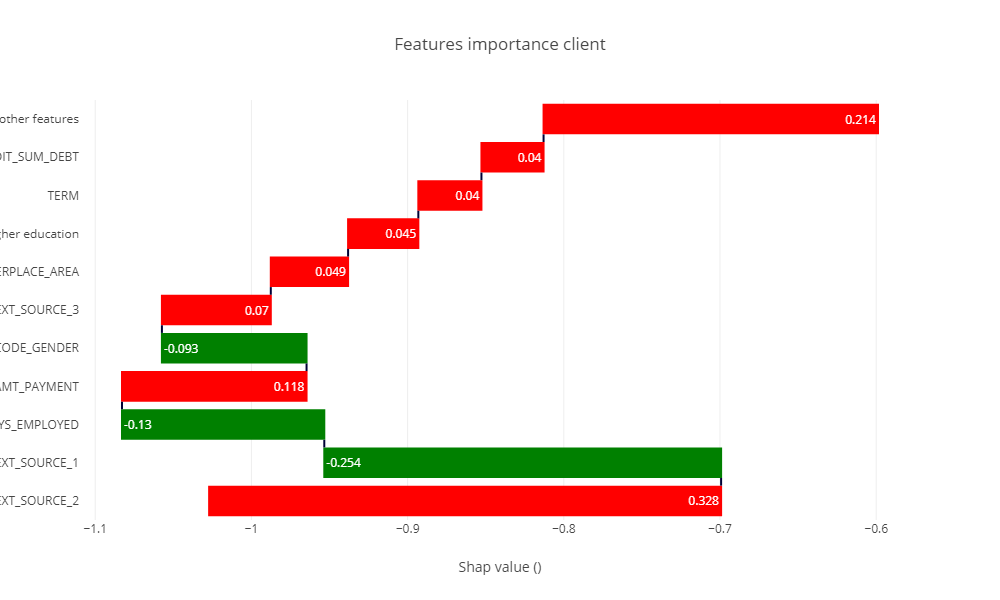 Features importance client
other features
0.214
DIT_SUM_DEBT
0.04
TERM
0.04
gher education
0.045
ERPLACE_AREA
0.049
EXT_SOURCE_3
0.07
CODE_GENDER
-0.093
AMT_PAYMENT
0.118
YS_EMPLOYED
-0.13
EXT_SOURCE_1
-0.254
EXT_SOURCE_2
0.328
−1.1 −1 −0.9 −0.8 −0.7 −0.6
Shap value ()